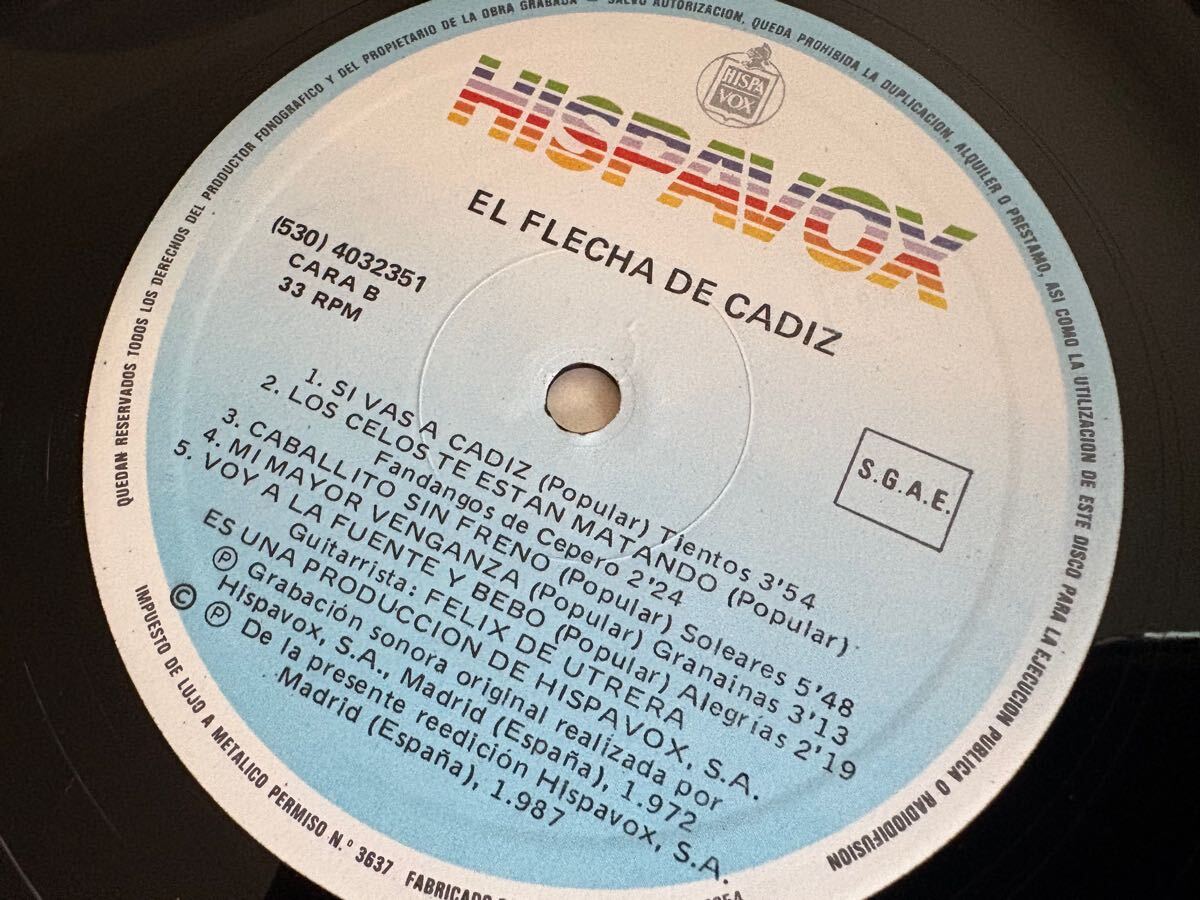 HISPA
VOX
HISPAVOX
EL FLECHA DE CADIZ
(530) 4032351
CARA B
33 RPM
S.G.A.E.
1. SI VAS A CADIZ (Popular) Tientos 3'54
2. LOS CELOS TE ESTAN MATANDO (Popular)
Fandangos de Cepero 2'24
3. CABALLITO SIN FRENO (Popular) Soleares 5'48
4. MI MAYOR VENGANZA (Popular) Granainas 3'13
5. VOY A LA FUENTE Y BEBO (Popular) Alegrías 2'19
Guitarrista: FELIX DE UTRERA
ES UNA PRODUCCION DE HISPAVOX, S.A.
Ⓟ Grabación sonora original realizada por
Hispavox, S.A., Madrid (España), 1.972
© Ⓟ De la presente reedición Hispavox, S.A.
Madrid (España), 1.987
QUEDAN RESERVADOS TODOS LOS DERECHOS DEL PRODUCTOR FONOGRAFICO Y DEL PROPIETARIO DE LA OBRA GRABADA – SALVO AUTORIZACION, QUEDA PROHIBIDA LA DUPLICACION, ALQUILER O PRESTAMO, ASI COMO LA UTILIZACION DE ESTE DISCO PARA LA EJECUCION PUBLICA O RADIODIFUSION
IMPUESTO DE LUJO A METALICO PERMISO N.º 3637 FABRICADO